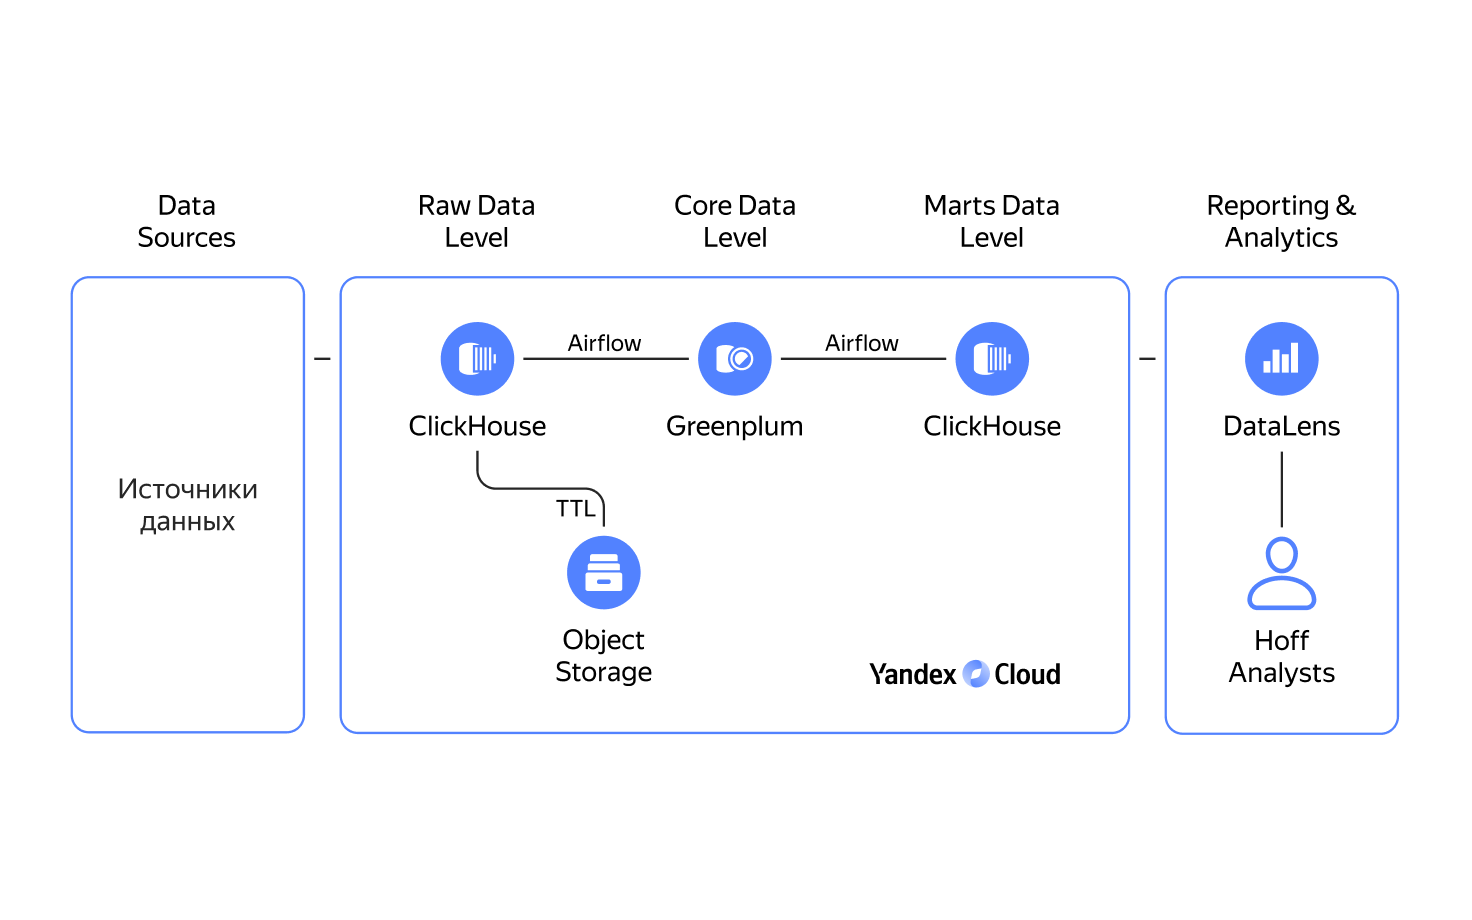 Data
Sources
Raw Data
Level
Core Data
Level
Marts Data
Level
Reporting &
Analytics
Источники
данных
Airflow
Airflow
ClickHouse
Greenplum
ClickHouse
TTL
Object
Storage
Yandex Cloud
DataLens
Hoff
Analysts